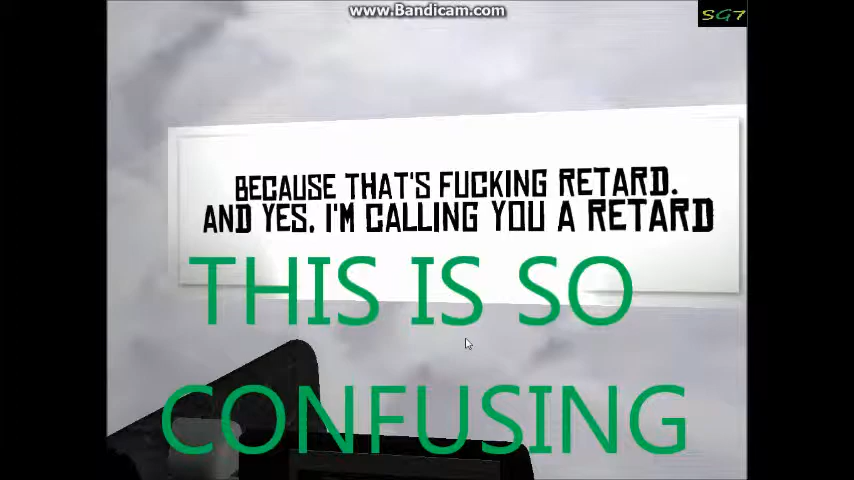 www.Bandicam.com
SG7
BECAUSE THAT'S FUCKING RETARD.
AND YES, I'M CALLING YOU A RETARD
THIS IS SO
CONFUSING